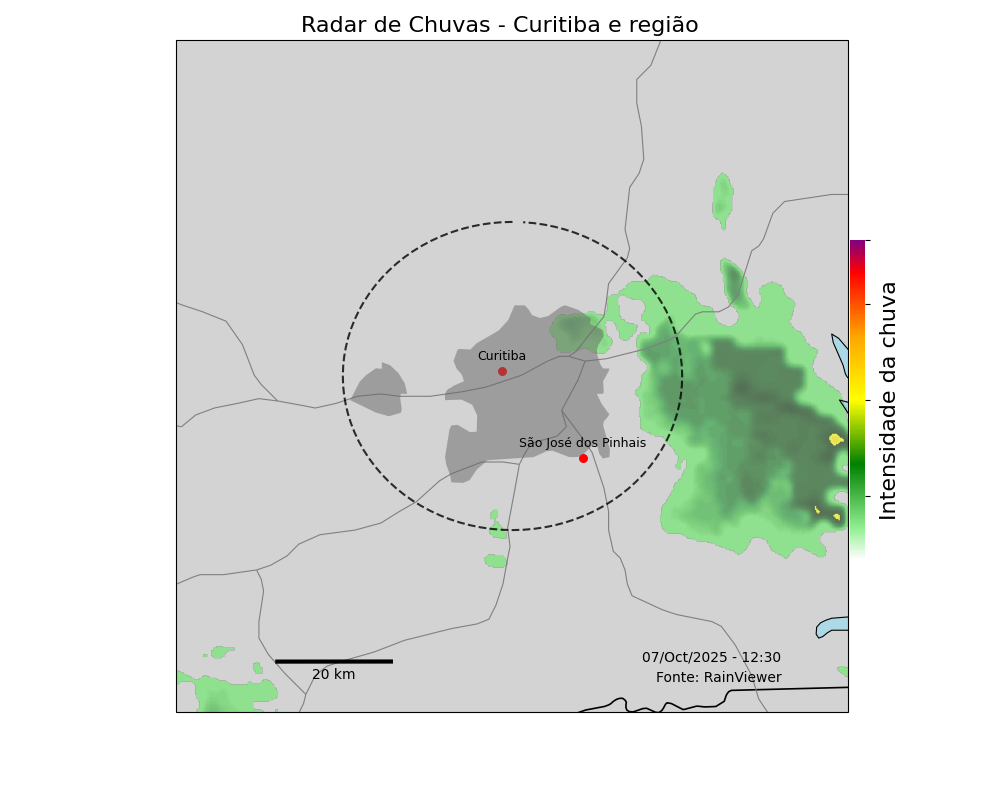 Radar de Chuvas - Curitiba e região
Curitiba
São José dos Pinhais
Intensidade da chuva
20 km
07/Oct/2025 - 12:30
Fonte: RainViewer